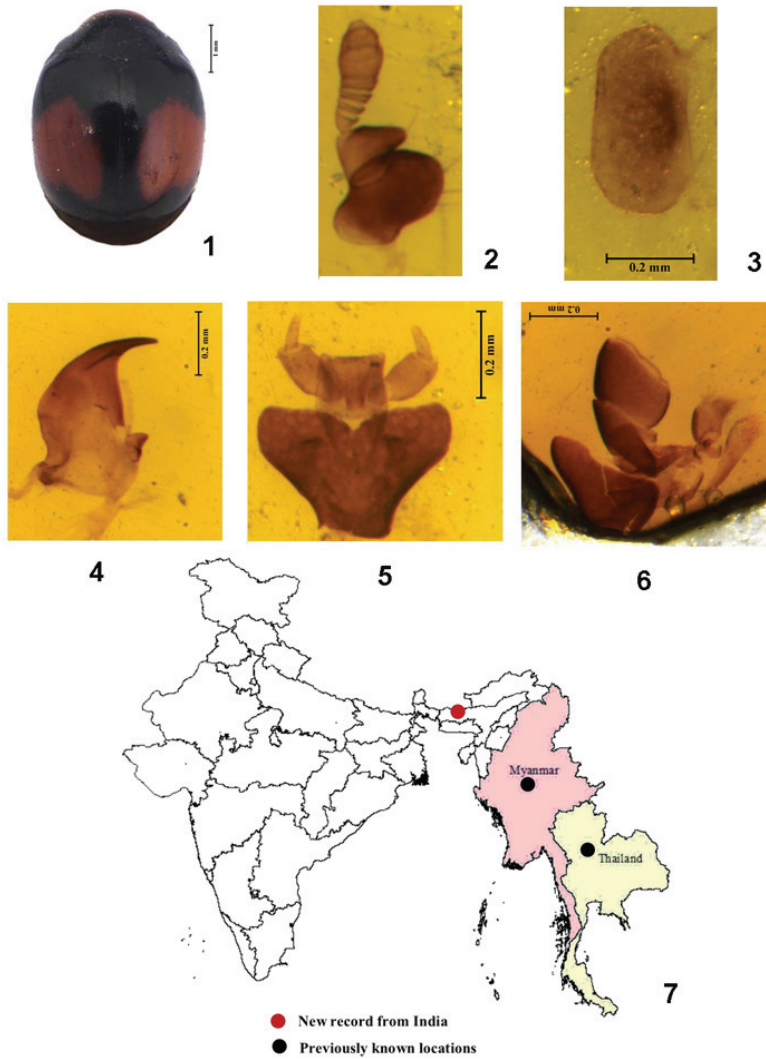 1 mm
1
2
0.2 mm
3
0.2 mm
4
0.2 mm
5
0.2 mm
6
Myanmar
Thailand
7
New record from India
Previously known locations